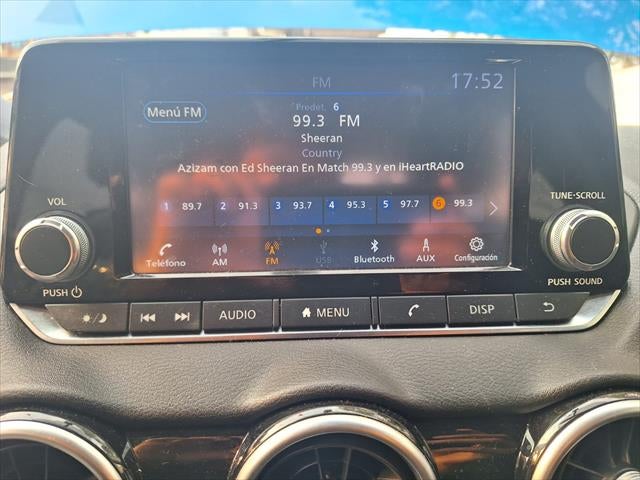 FM
17:52
Menú FM
Predet. 6
99.3 FM
Sheeran
Country
Azizam con Ed Sheeran En Match 99.3 y en iHeartRADIO
1 89.7 2 91.3 3 93.7 4 95.3 5 97.7 6 99.3
Teléfono AM FM USB Bluetooth AUX Configuración
VOL
PUSH
TUNE·SCROLL
PUSH SOUND
AUDIO MENU DISP